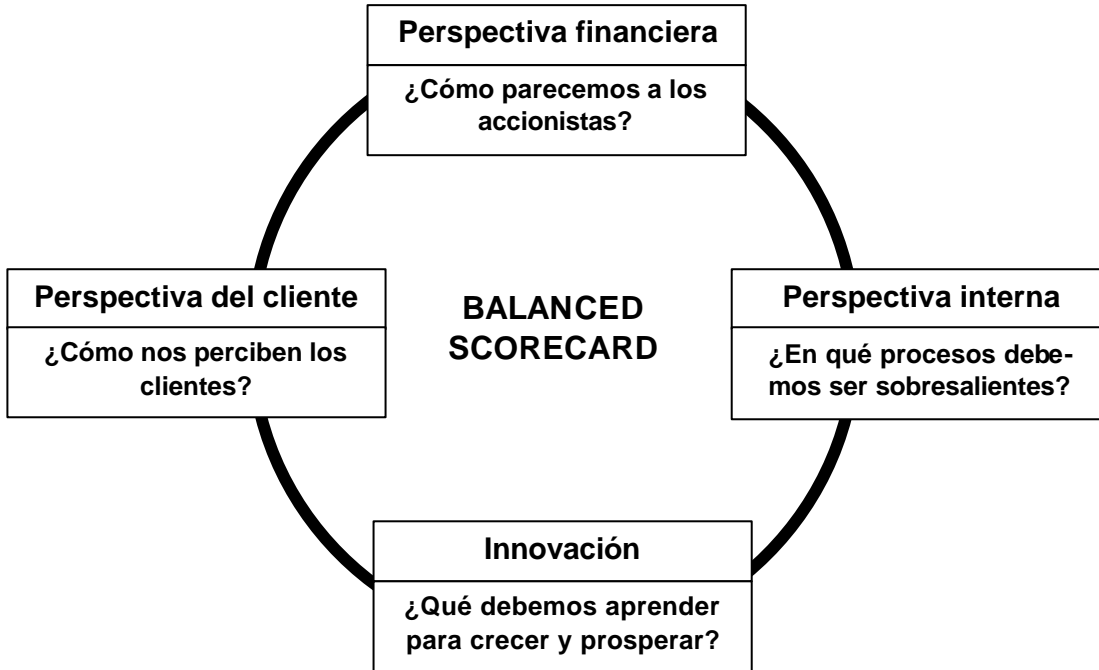 Perspectiva financiera
¿Cómo parecemos a los
accionistas?
Perspectiva del cliente
¿Cómo nos perciben los
clientes?
BALANCED
SCORECARD
Perspectiva interna
¿En qué procesos debe-
mos ser sobresalientes?
Innovación
¿Qué debemos aprender
para crecer y prosperar?